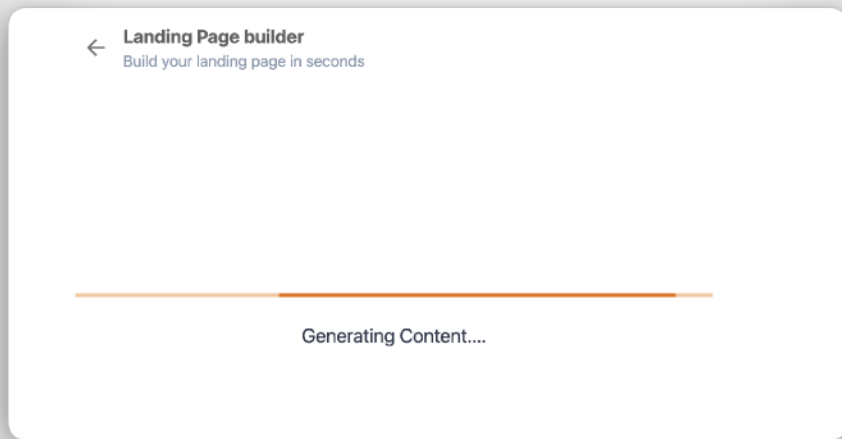 Landing Page builder
Build your landing page in seconds
Generating Content....